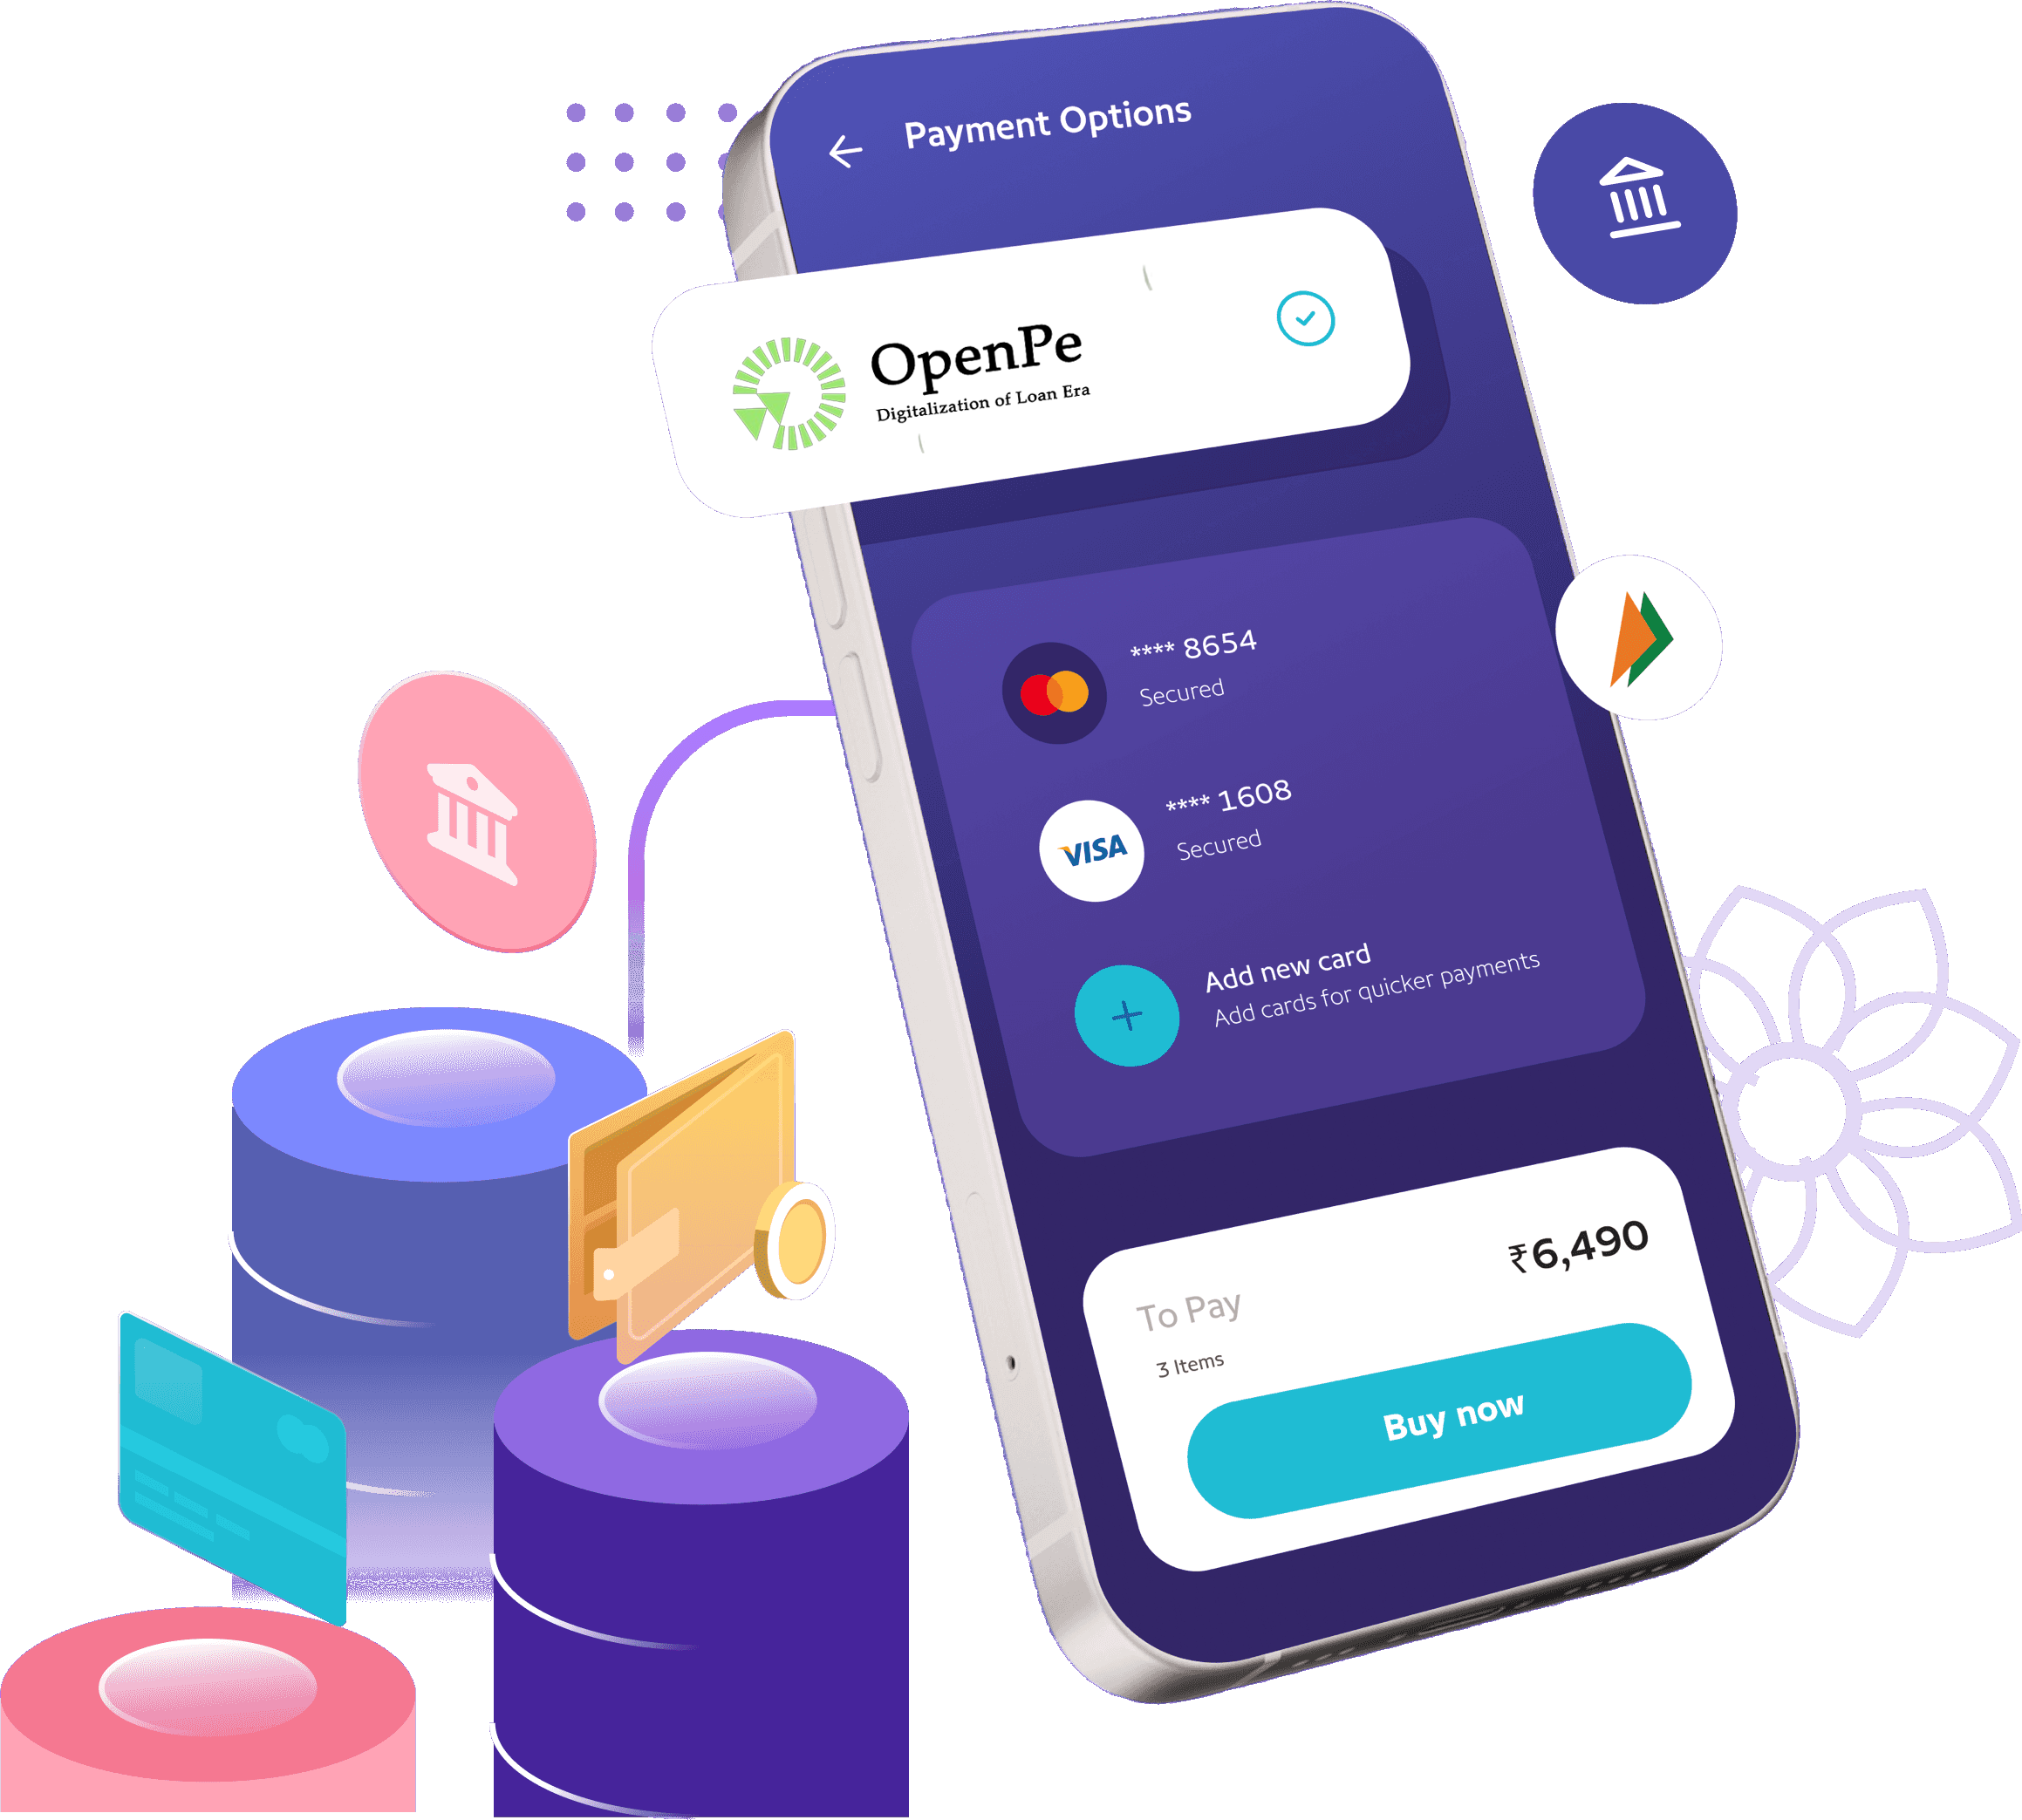 Payment Options
OpenPe
Digitalization of Loan Era
**** 8654
Secured
VISA
**** 1608
Secured
Add new card
Add cards for quicker payments
₹6,490
To Pay
3 Items
Buy now